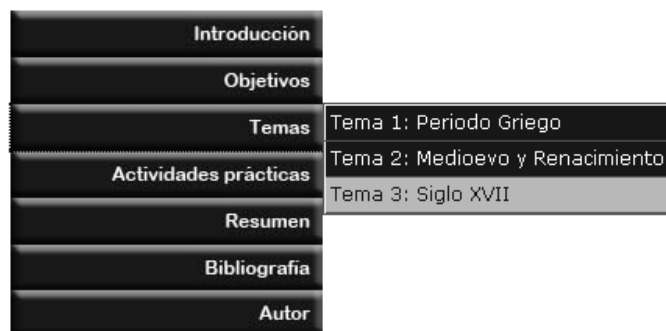 Introducción
Objetivos
Temas
Tema 1: Periodo Griego
Tema 2: Medioevo y Renacimiento
Tema 3: Siglo XVII
Actividades prácticas
Resumen
Bibliografía
Autor